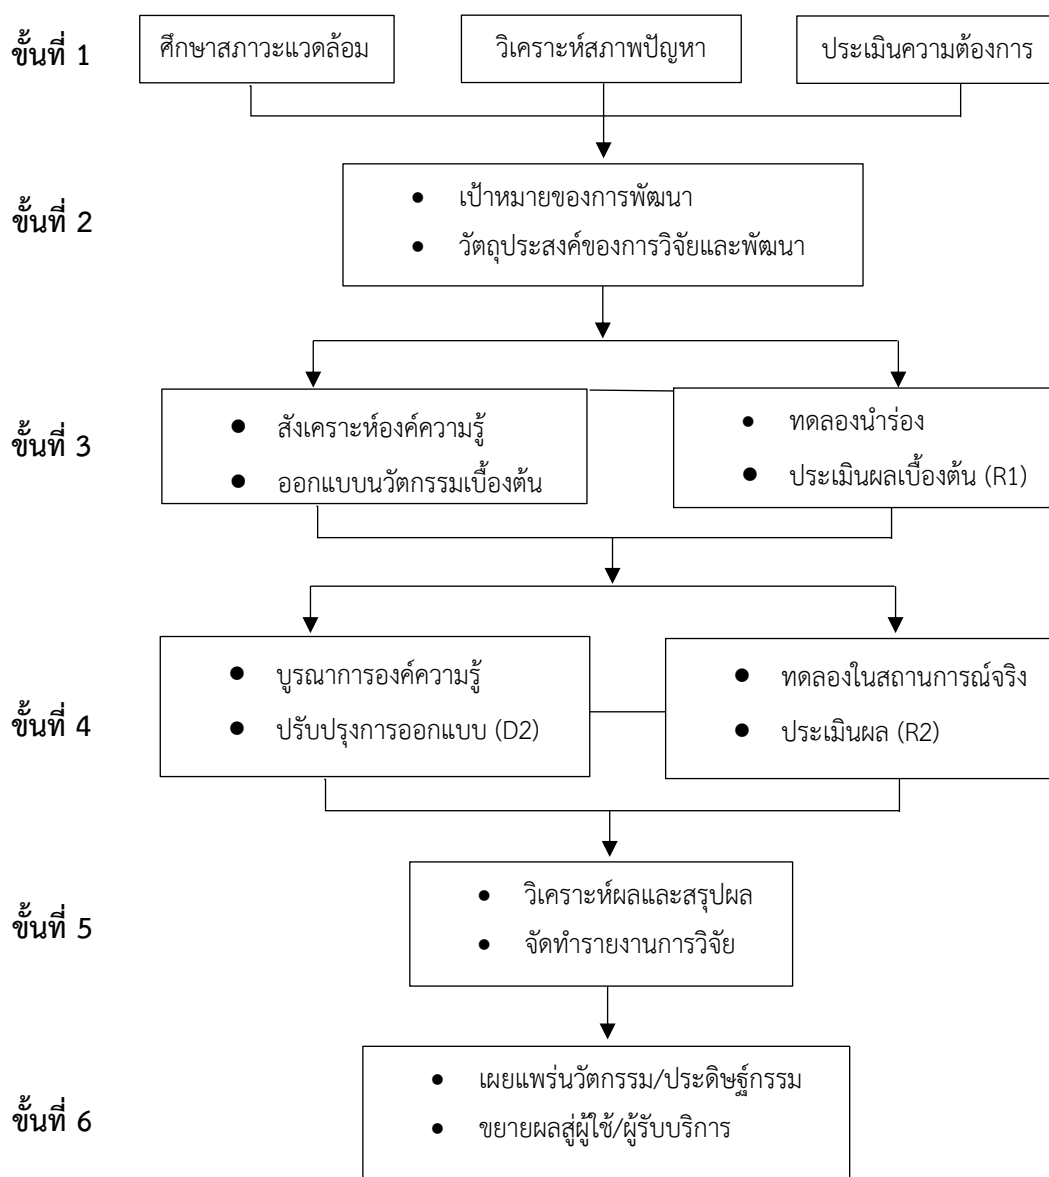 ขั้นที่ 1
ศึกษาสภาวะแวดล้อม
วิเคราะห์สภาพปัญหา
ประเมินความต้องการ
ขั้นที่ 2
● เป้าหมายของการพัฒนา
● วัตถุประสงค์ของการวิจัยและพัฒนา
ขั้นที่ 3
● สังเคราะห์องค์ความรู้
● ออกแบบนวัตกรรมเบื้องต้น
● ทดลองนำร่อง
● ประเมินผลเบื้องต้น (R1)
ขั้นที่ 4
● บูรณาการองค์ความรู้
● ปรับปรุงการออกแบบ (D2)
● ทดลองในสถานการณ์จริง
● ประเมินผล (R2)
ขั้นที่ 5
● วิเคราะห์ผลและสรุปผล
● จัดทำรายงานการวิจัย
ขั้นที่ 6
● เผยแพร่นวัตกรรม/ประดิษฐ์กรรม
● ขยายผลสู่ผู้ใช้/ผู้รับบริการ